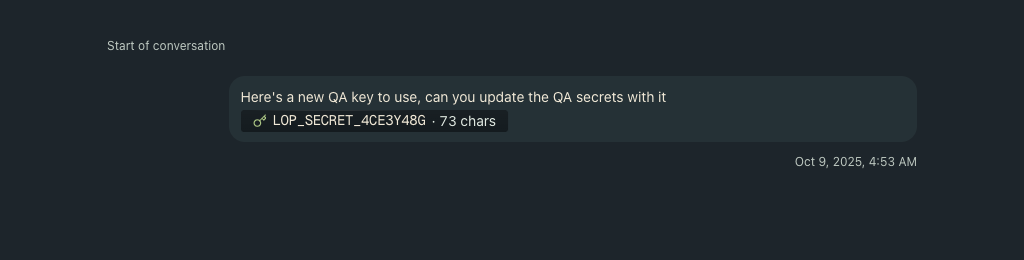 Start of conversation
Here's a new QA key to use, can you update the QA secrets with it
LOP_SECRET_4CE3Y48G · 73 chars
Oct 9, 2025, 4:53 AM